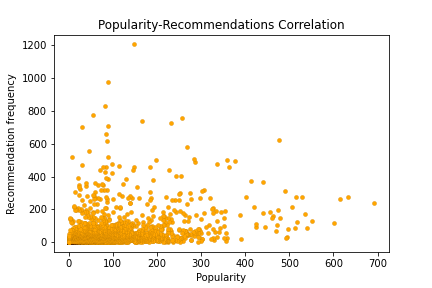 Popularity-Recommendations Correlation
1200
1000
800
600
400
200
0
Recommendation frequency
0 100 200 300 400 500 600 700
Popularity